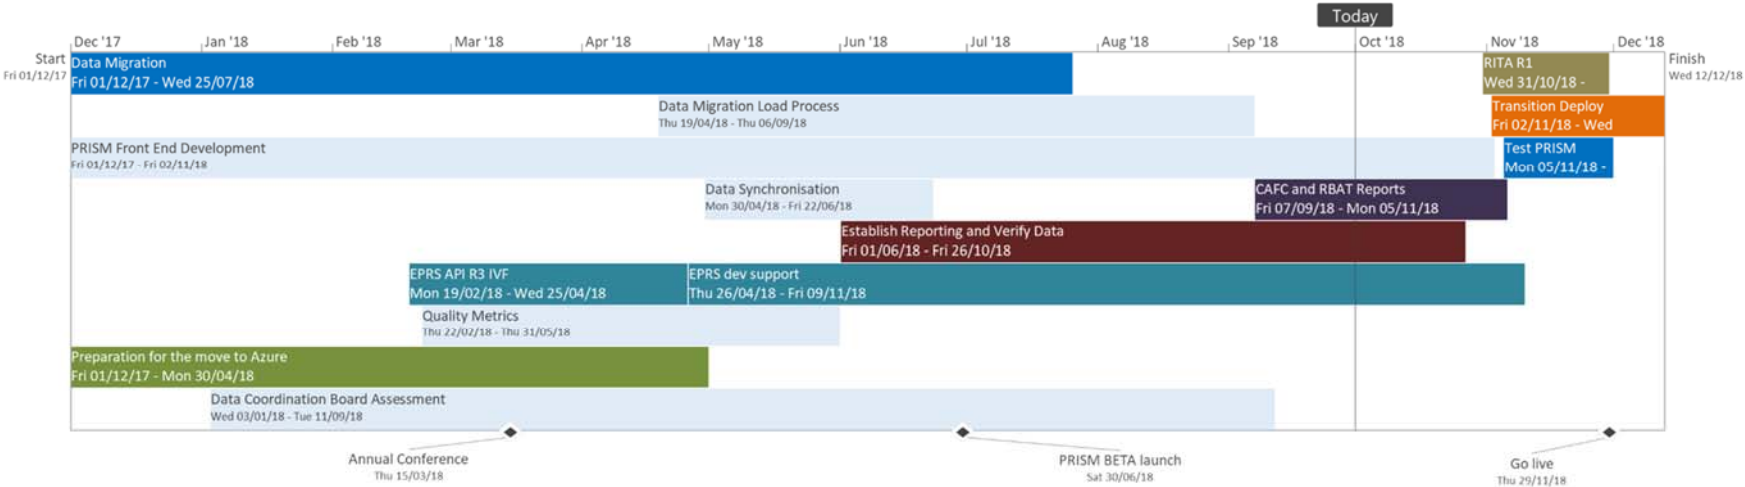 Today
Dec '17 Jan '18 Feb '18 Mar '18 Apr '18 May '18 Jun '18 Jul '18 Aug '18 Sep '18 Oct '18 Nov '18 Dec '18
Start
Fri 01/12/17
Finish
Wed 12/12/18
Data Migration
Fri 01/12/17 - Wed 25/07/18
RITA R1
Wed 31/10/18 -
Data Migration Load Process
Thu 19/04/18 - Thu 06/09/18
Transition Deploy
Fri 02/11/18 - Wed
PRISM Front End Development
Fri 01/12/17 - Fri 02/11/18
Test PRISM
Mon 05/11/18 -
Data Synchronisation
Mon 30/04/18 - Fri 22/06/18
CAFC and RBAT Reports
Fri 07/09/18 - Mon 05/11/18
Establish Reporting and Verify Data
Fri 01/06/18 - Fri 26/10/18
EPRS API R3 IVF
Mon 19/02/18 - Wed 25/04/18
EPRS dev support
Thu 26/04/18 - Fri 09/11/18
Quality Metrics
Thu 22/02/18 - Thu 31/05/18
Preparation for the move to Azure
Fri 01/12/17 - Mon 30/04/18
Data Coordination Board Assessment
Wed 03/01/18 - Tue 11/09/18
Annual Conference
Thu 15/03/18
PRISM BETA launch
Sat 30/06/18
Go live
Thu 29/11/18